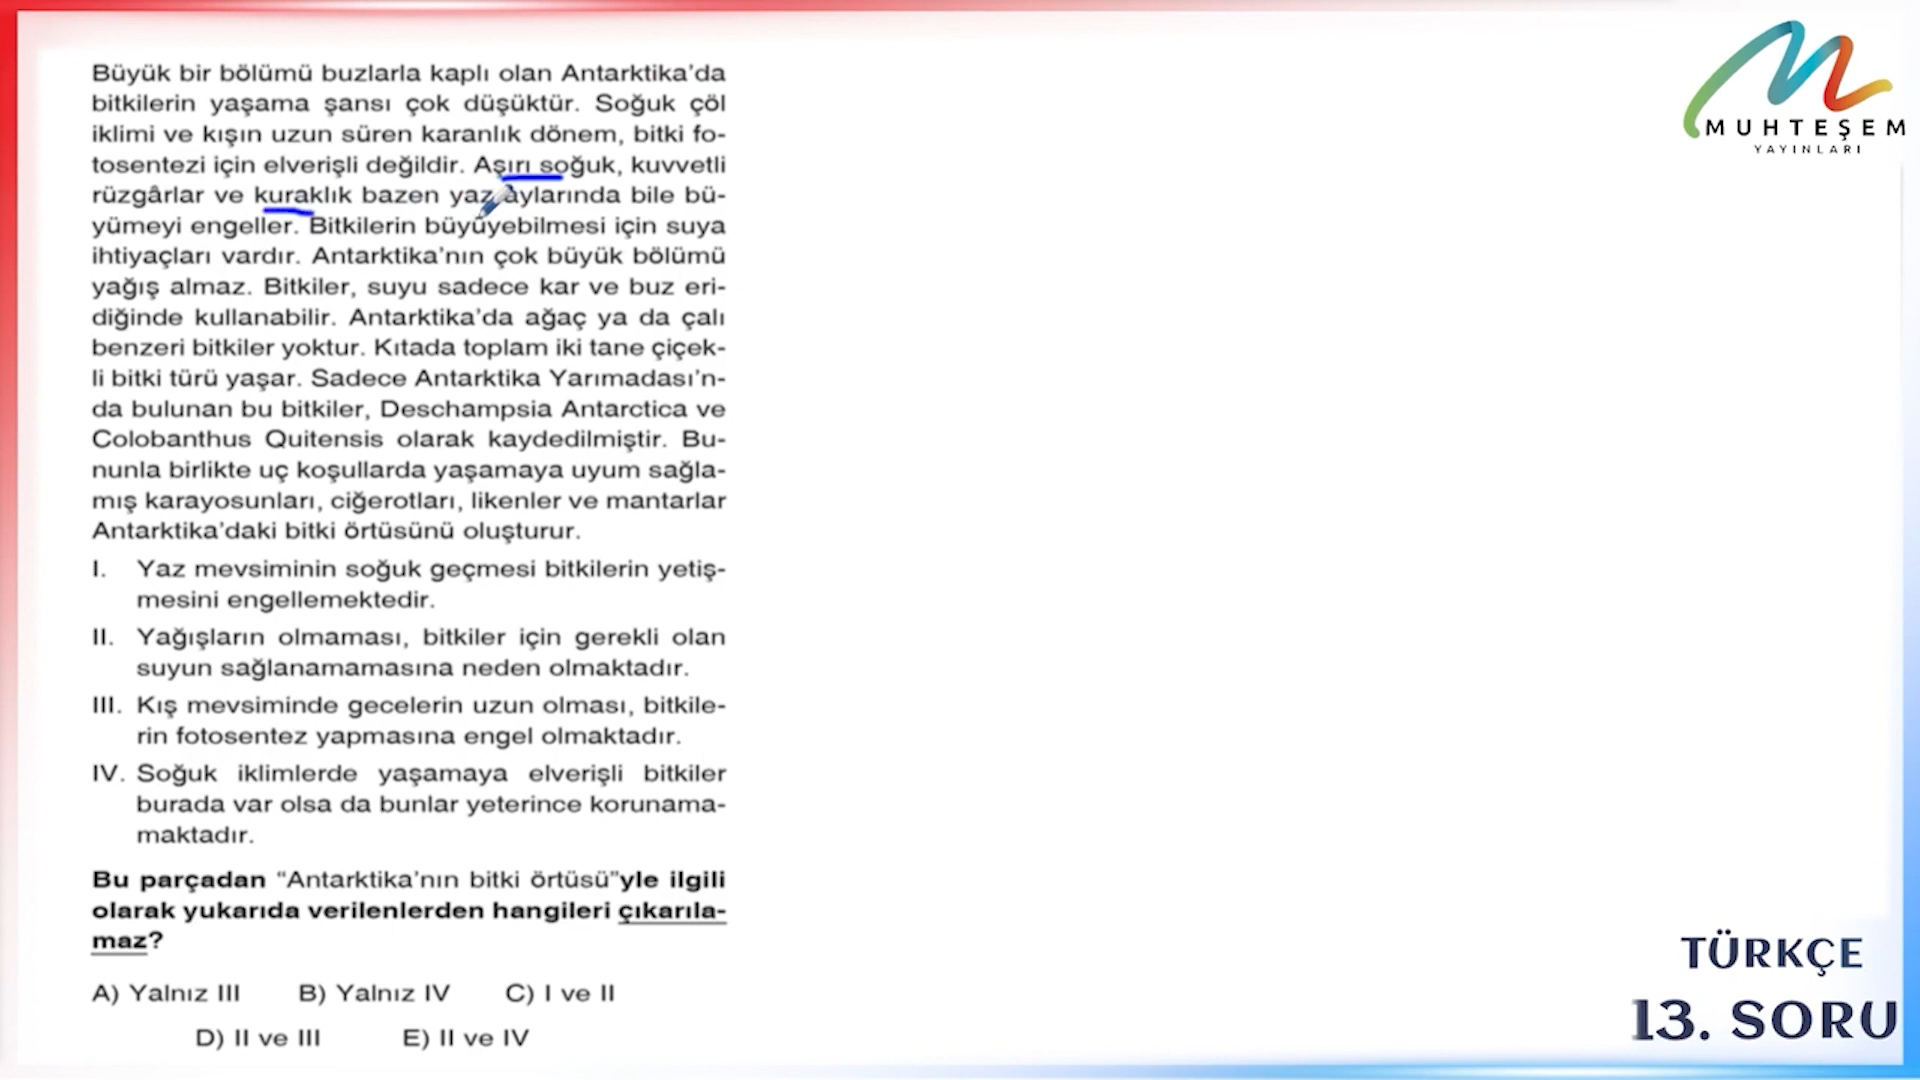 Büyük bir bölümü buzlarla kaplı olan Antarktika’da
bitkilerin yaşama şansı çok düşüktür. Soğuk çöl
iklimi ve kışın uzun süren karanlık dönem, bitki fo-
tosentezi için elverişli değildir. Aşırı soğuk, kuvvetli
rüzgârlar ve kuraklık bazen yaz aylarında bile bü-
yümeyi engeller. Bitkilerin büyüyebilmesi için suya
ihtiyaçları vardır. Antarktika’nın çok büyük bölümü
yağış almaz. Bitkiler, suyu sadece kar ve buz eri-
diğinde kullanabilir. Antarktika’da ağaç ya da çalı
benzeri bitkiler yoktur. Kıtada toplam iki tane çiçek-
li bitki türü yaşar. Sadece Antarktika Yarımadası’n-
da bulunan bu bitkiler, Deschampsia Antarctica ve
Colobanthus Quitensis olarak kaydedilmiştir. Bu-
nunla birlikte uç koşullarda yaşamaya uyum sağla-
mış karayosunları, ciğerotları, likenler ve mantarlar
Antarktika’daki bitki örtüsünü oluşturur.
I. Yaz mevsiminin soğuk geçmesi bitkilerin yetiş-
mesini engellemektedir.
II. Yağışların olmaması, bitkiler için gerekli olan
suyun sağlanamamasına neden olmaktadır.
III. Kış mevsiminde gecelerin uzun olması, bitkile-
rin fotosentez yapmasına engel olmaktadır.
IV. Soğuk iklimlerde yaşamaya elverişli bitkiler
burada var olsa da bunlar yeterince korunama-
maktadır.
Bu parçadan “Antarktika’nın bitki örtüsü”yle ilgili
olarak yukarıda verilenlerden hangileri çıkarıla-
maz?
A) Yalnız III B) Yalnız IV C) I ve II
D) II ve III E) II ve IV
MUHTEŞEM
YAYINLARI
TÜRKÇE
13. SORU